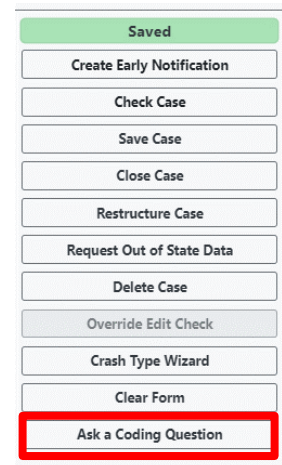 Saved
Create Early Notification
Check Case
Save Case
Close Case
Restructure Case
Request Out of State Data
Delete Case
Override Edit Check
Crash Type Wizard
Clear Form
Ask a Coding Question